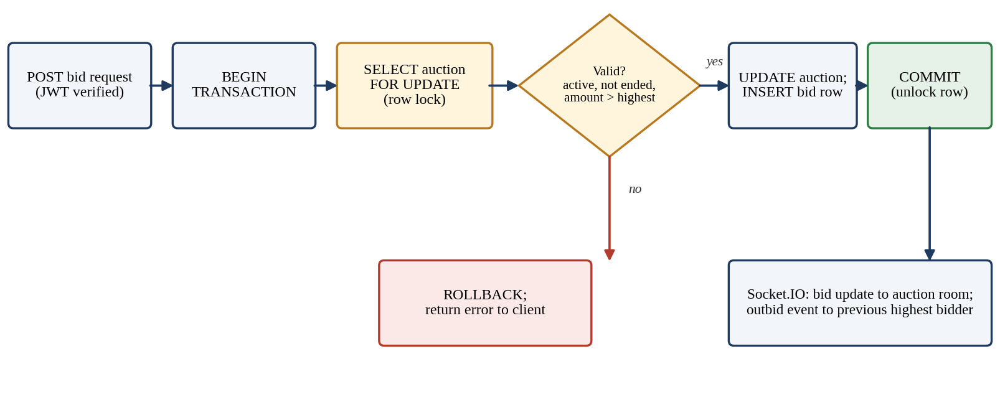 POST bid request
(JWT verified)
BEGIN
TRANSACTION
SELECT auction
FOR UPDATE
(row lock)
Valid?
active, not ended,
amount > highest
yes
UPDATE auction;
INSERT bid row
COMMIT
(unlock row)
no
ROLLBACK;
return error to client
Socket.IO: bid update to auction room;
outbid event to previous highest bidder